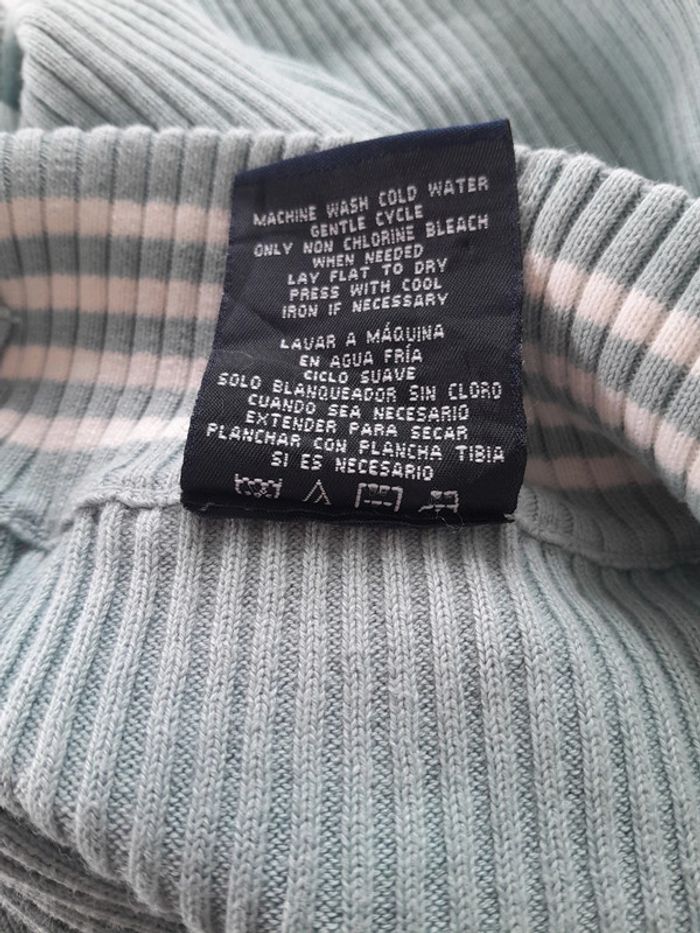 MACHINE WASH COLD WATER
GENTLE CYCLE
ONLY NON CHLORINE BLEACH
WHEN NEEDED
LAY FLAT TO DRY
PRESS WITH COOL
IRON IF NECESSARY
LAVAR A MÁQUINA
EN AGUA FRÍA
CICLO SUAVE
SOLO BLANQUEADOR SIN CLORO
CUANDO SEA NECESARIO
EXTENDER PARA SECAR
PLANCHAR CON PLANCHA TIBIA
SI ES NECESARIO